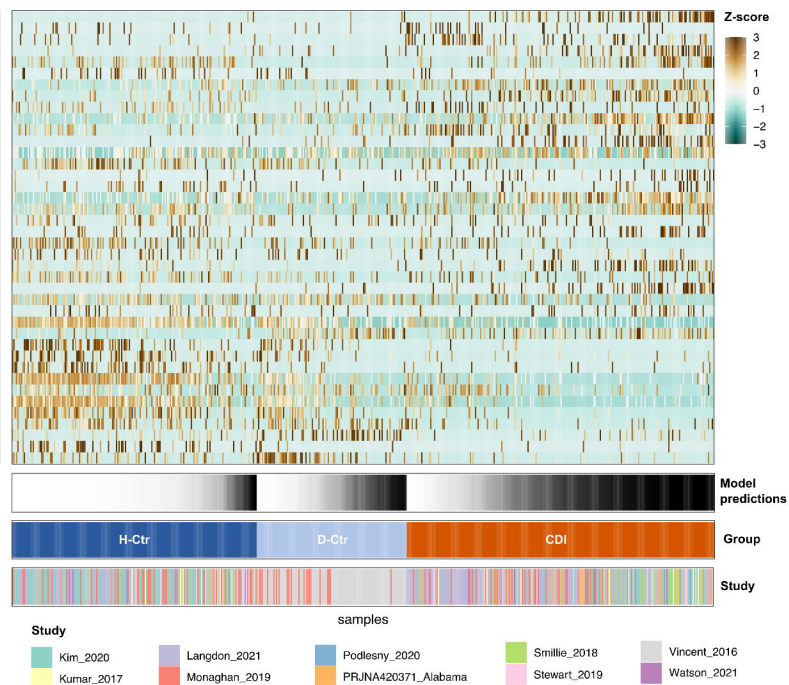 Z-score
3
2
1
0
−1
−2
−3
Model
predictions
H-Ctr D-Ctr CDI Group
Study
samples
Study
Kim_2020 Langdon_2021 Podlesny_2020 Smillie_2018 Vincent_2016
Kumar_2017 Monaghan_2019 PRJNA420371_Alabama Stewart_2019 Watson_2021